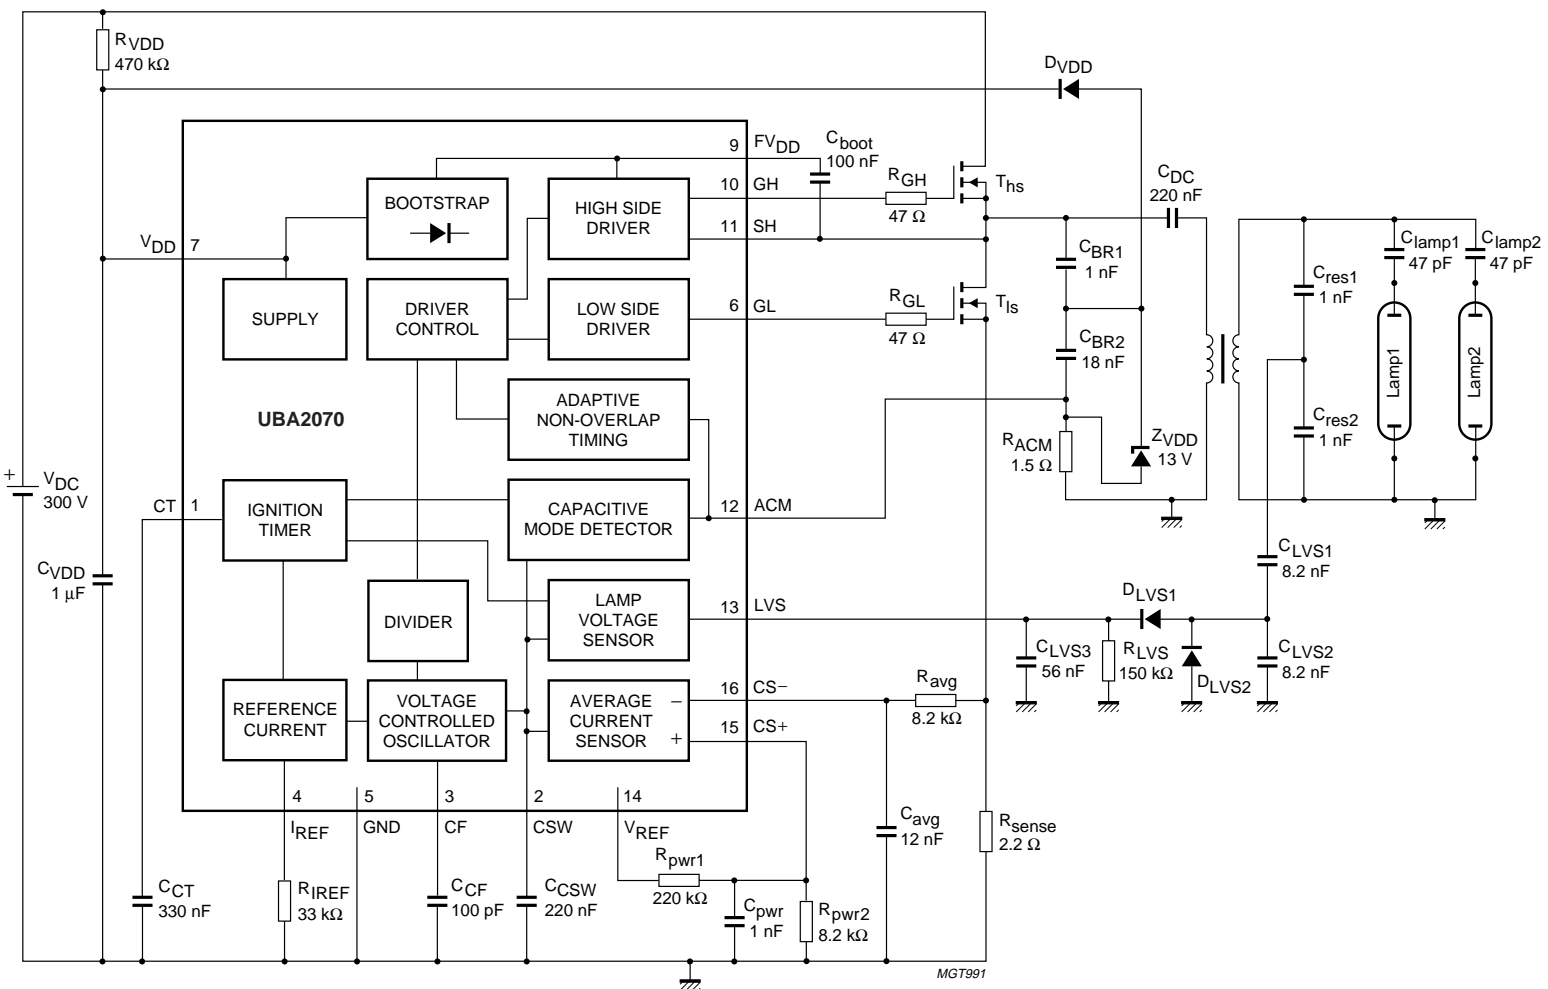 RVDD
470 kΩ
DVDD
9 FVDD
Cboot
100 nF
BOOTSTRAP
HIGH SIDE
DRIVER
10 GH
RGH
47 Ω
Ths
CDC
220 nF
11 SH
VDD 7
CBR1
1 nF
Clamp1
47 pF
Clamp2
47 pF
Cres1
1 nF
SUPPLY
DRIVER
CONTROL
LOW SIDE
DRIVER
6 GL
RGL
47 Ω
Tls
CBR2
18 nF
Lamp1
Lamp2
UBA2070
ADAPTIVE
NON-OVERLAP
TIMING
RACM
1.5 Ω
ZVDD
13 V
Cres2
1 nF
+
VDC
300 V
CT 1
IGNITION
TIMER
CAPACITIVE
MODE DETECTOR
12 ACM
CVDD
1 μF
CLVS1
8.2 nF
DIVIDER
LAMP
VOLTAGE
SENSOR
13 LVS
DLVS1
CLVS3
56 nF
RLVS
150 kΩ
DLVS2
CLVS2
8.2 nF
REFERENCE
CURRENT
VOLTAGE
CONTROLLED
OSCILLATOR
AVERAGE
CURRENT
SENSOR
−
+
16 CS−
15 CS+
Ravg
8.2 kΩ
4 5 3 2 14
IREF GND CF CSW VREF
Cavg
12 nF
Rsense
2.2 Ω
CCT
330 nF
RIREF
33 kΩ
CCF
100 pF
CCSW
220 nF
Rpwr1
220 kΩ
Cpwr
1 nF
Rpwr2
8.2 kΩ
MGT991